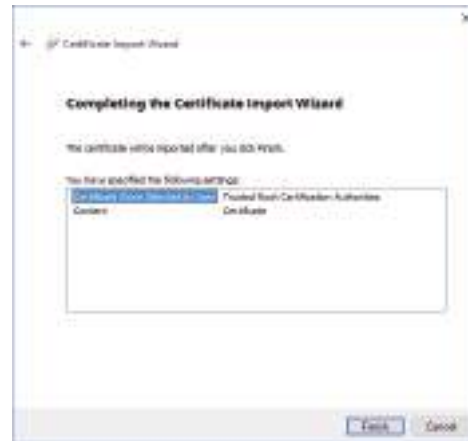 Certificate Import Wizard
Completing the Certificate Import Wizard
The certificate will be imported after you click Finish.
You have specified the following settings:
Certificate Store Selected by User Trusted Root Certification Authorities
Content Certificate
Finish Cancel